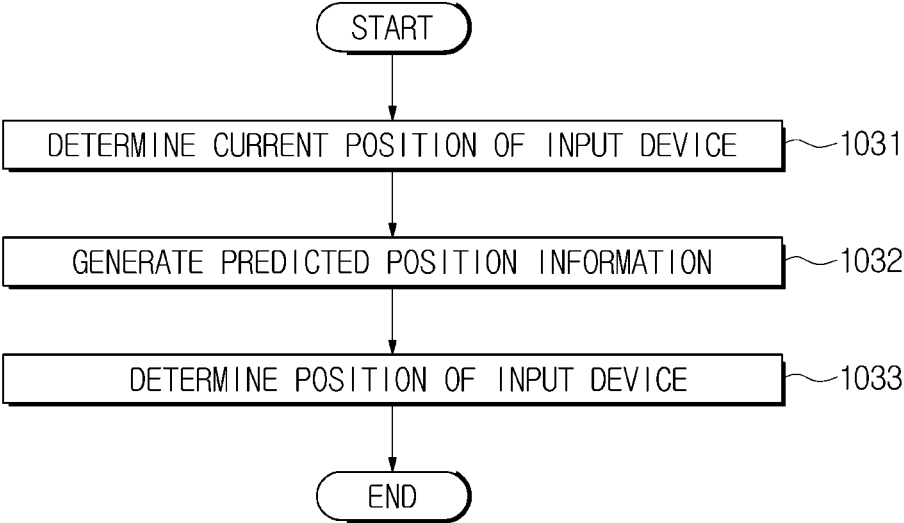 START
DETERMINE CURRENT POSITION OF INPUT DEVICE
1031
GENERATE PREDICTED POSITION INFORMATION
1032
DETERMINE POSITION OF INPUT DEVICE
1033
END